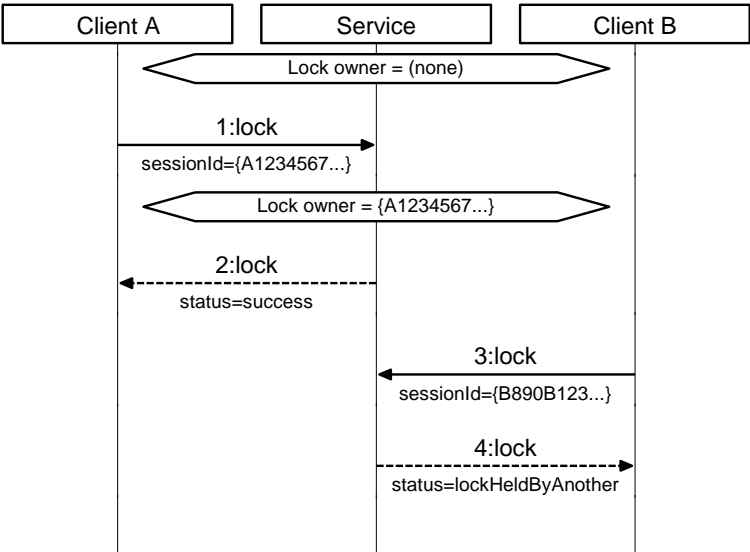 Client A
Service
Client B
Lock owner = (none)
1:lock
sessionId={A1234567...}
Lock owner = {A1234567...}
2:lock
status=success
3:lock
sessionId={B890B123...}
4:lock
status=lockHeldByAnother